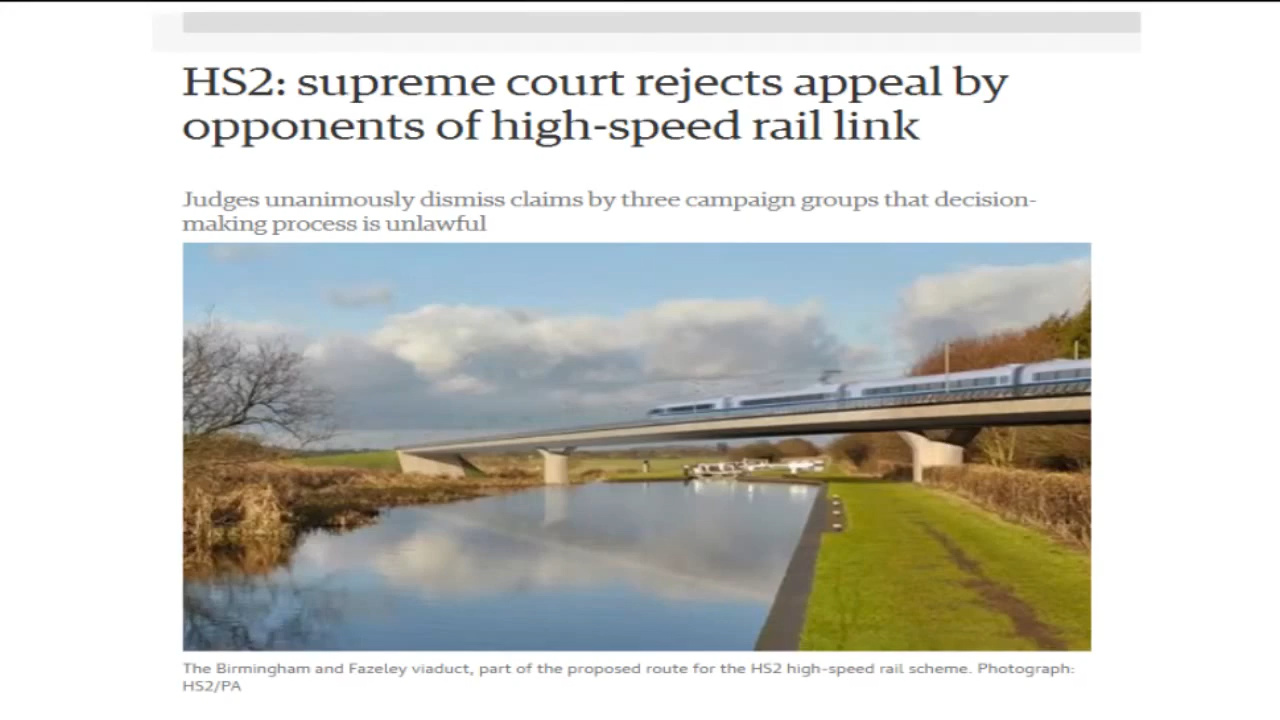 HS2: supreme court rejects appeal by
opponents of high-speed rail link
Judges unanimously dismiss claims by three campaign groups that decision-
making process is unlawful
The Birmingham and Fazeley viaduct, part of the proposed route for the HS2 high-speed rail scheme. Photograph:
HS2/PA